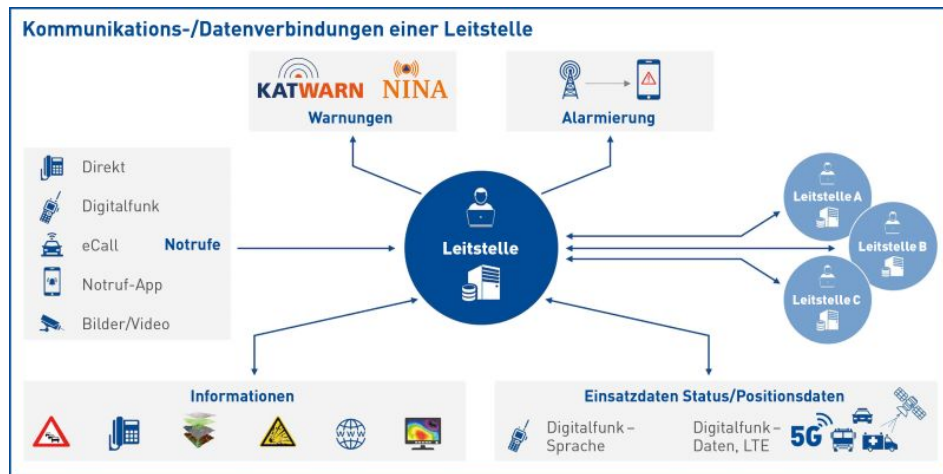 Kommunikations-/Datenverbindungen einer Leitstelle
KATWARN NINA
Warnungen
Alarmierung
Direkt
Digitalfunk
eCall
Notrufe
Notruf-App
Bilder/Video
Leitstelle
Leitstelle A
Leitstelle B
Leitstelle C
Informationen
WWW
Einsatzdaten Status/Positionsdaten
Digitalfunk –
Sprache
Digitalfunk –
Daten, LTE
5G